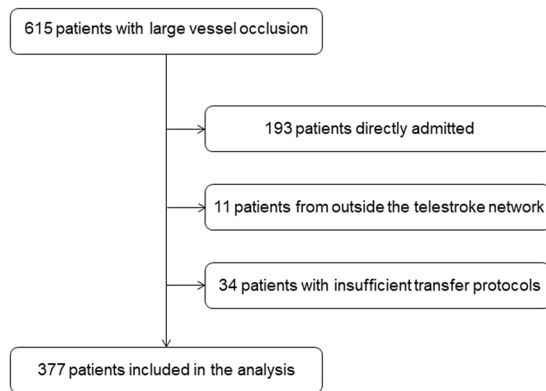 615 patients with large vessel occlusion
193 patients directly admitted
11 patients from outside the telestroke network
34 patients with insufficient transfer protocols
377 patients included in the analysis